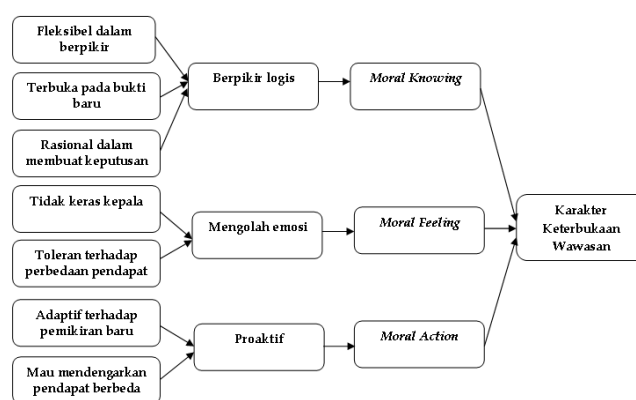 Fleksibel dalam
berpikir
Terbuka pada bukti
baru
Rasional dalam
membuat keputusan
Berpikir logis
Moral Knowing
Tidak keras kepala
Toleran terhadap
perbedaan pendapat
Mengolah emosi
Moral Feeling
Adaptif terhadap
pemikiran baru
Mau mendengarkan
pendapat berbeda
Proaktif
Moral Action
Karakter
Keterbukaan
Wawasan